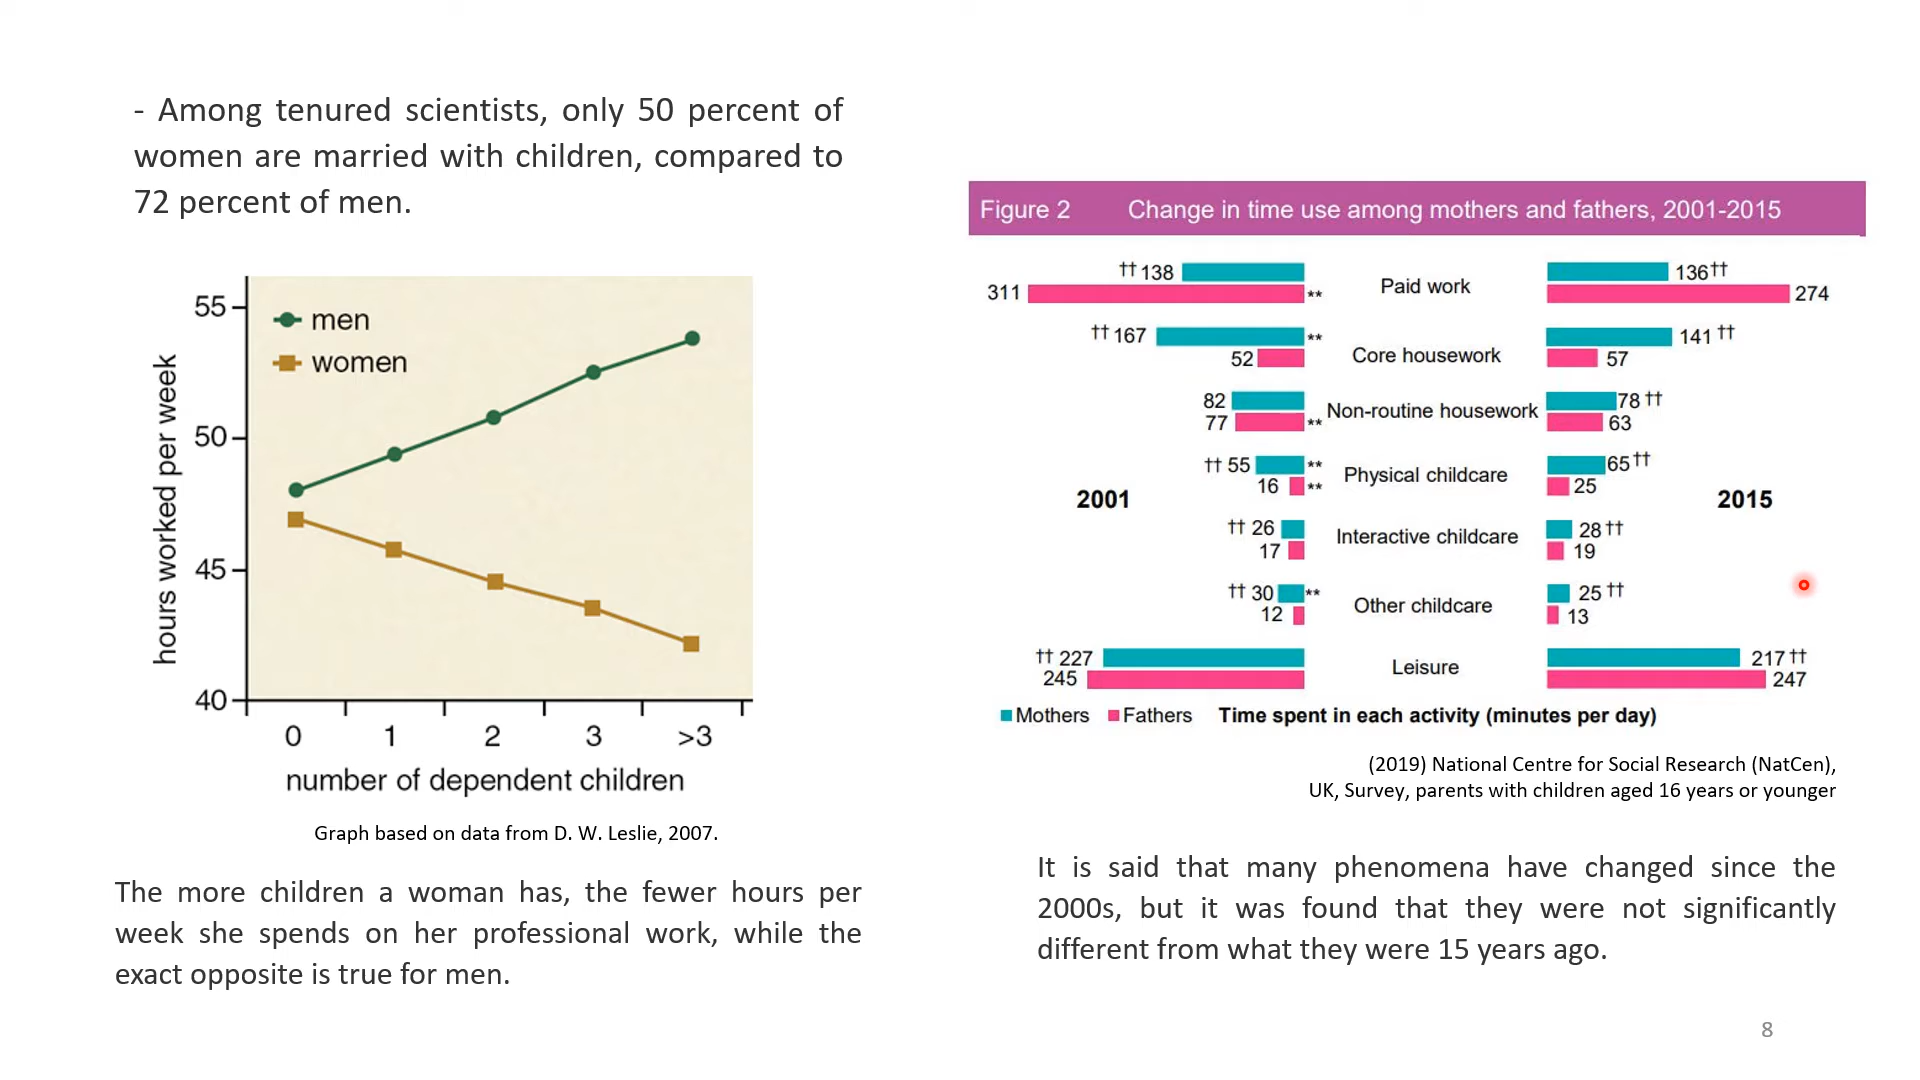 - Among tenured scientists, only 50 percent of
women are married with children, compared to
72 percent of men.
55
50
45
40
men
women
hours worked per week
0 1 2 3 >3
number of dependent children
Graph based on data from D. W. Leslie, 2007.
The more children a woman has, the fewer hours per
week she spends on her professional work, while the
exact opposite is true for men.
Figure 2 Change in time use among mothers and fathers, 2001-2015
††138 Paid work 136††
311 ** 274
††167 ** Core housework 141††
52 57
82 Non-routine housework 78††
77 ** 63
††55 ** Physical childcare 65††
16 ** 25
2001 2015
††26 Interactive childcare 28††
17 19
††30 ** Other childcare 25††
12 13
††227 Leisure 217††
245 247
Mothers Fathers Time spent in each activity (minutes per day)
(2019) National Centre for Social Research (NatCen),
UK, Survey, parents with children aged 16 years or younger
It is said that many phenomena have changed since the
2000s, but it was found that they were not significantly
different from what they were 15 years ago.
8